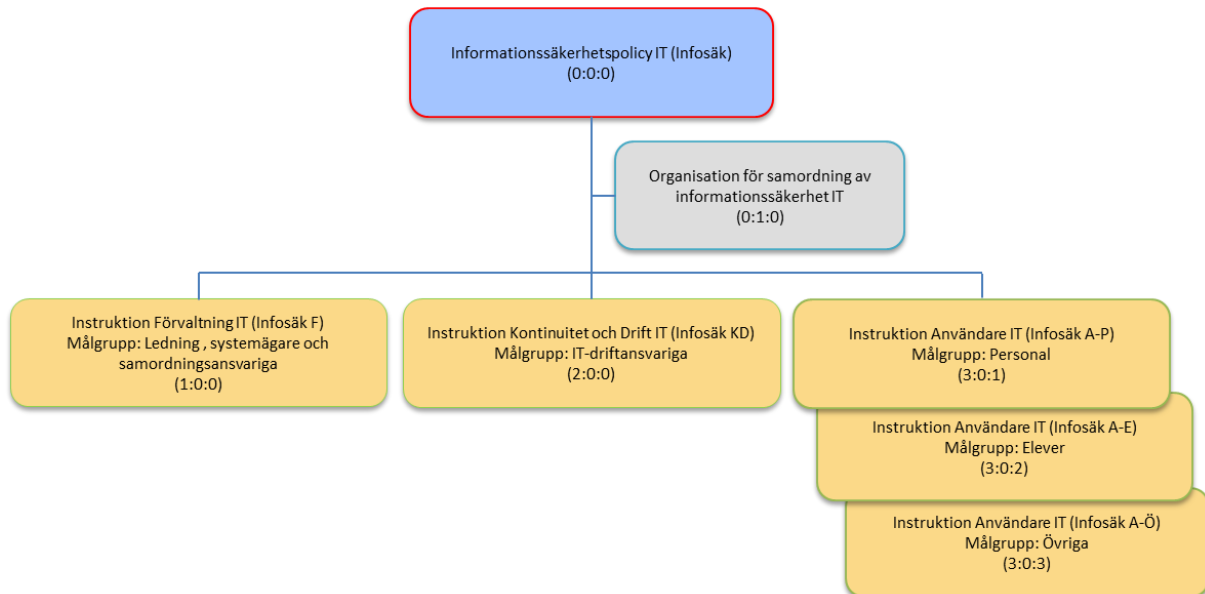 Informationssäkerhetspolicy IT (Infosäk)
(0:0:0)
Organisation för samordning av
informationssäkerhet IT
(0:1:0)
Instruktion Förvaltning IT (Infosäk F)
Målgrupp: Ledning , systemägare och
samordningsansvariga
(1:0:0)
Instruktion Kontinuitet och Drift IT (Infosäk KD)
Målgrupp: IT-driftansvariga
(2:0:0)
Instruktion Användare IT (Infosäk A-P)
Målgrupp: Personal
(3:0:1)
Instruktion Användare IT (Infosäk A-E)
Målgrupp: Elever
(3:0:2)
Instruktion Användare IT (Infosäk A-Ö)
Målgrupp: Övriga
(3:0:3)